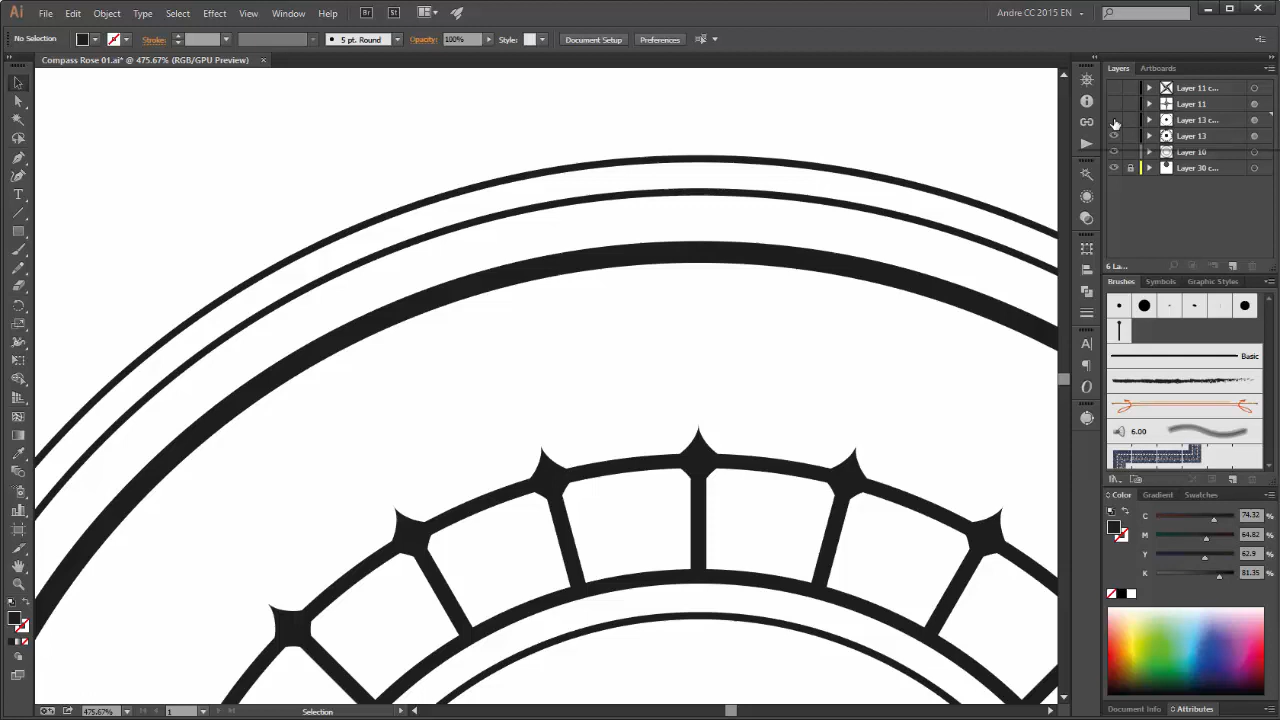 Ai File Edit Object Type Select Effect View Window Help Br St Andre CC 2015 EN
No Selection Stroke: 5 pt. Round Opacity: 100% Style: Document Setup Preferences
Compass Rose 01.ai* @ 475.67% (RGB/GPU Preview) ×
Layers Artboards
Layer 11 c...
Layer 11
Layer 13 c...
Layer 13
Layer 10
Layer 30 c...
6 La...
Brushes Symbols Graphic Styles
Basic
6.00
Color Gradient Swatches
C 74.32 %
M 64.82 %
Y 62.9 %
K 81.35 %
475.67% 1 Selection
Document Info Attributes